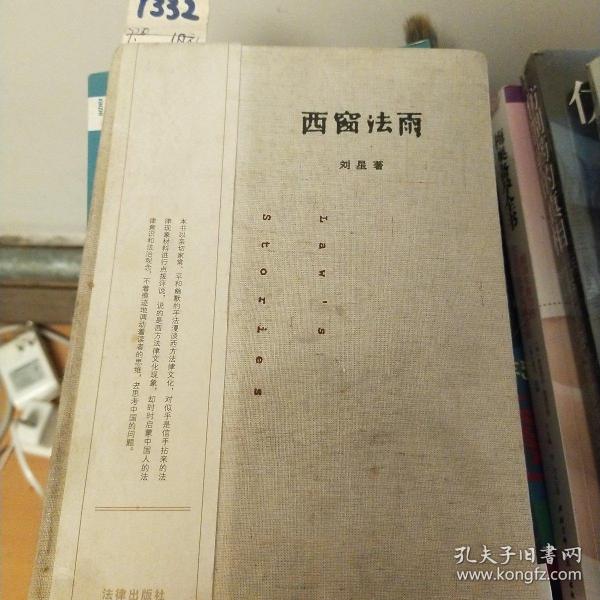 1332
西窗法雨
刘星著
Law's
Stories
本书以亲切家常、平和幽默的手法漫谈西方法律文化，对似乎是信手拈来的法
律现象材料进行点拨评说，说的是西方法律文化现象，却时时启蒙中国人的法
律意识和法治观念，不着痕迹地调动着读者的思维，去思考中国的问题。
法律出版社
孔夫子旧书网
www.kongfz.com